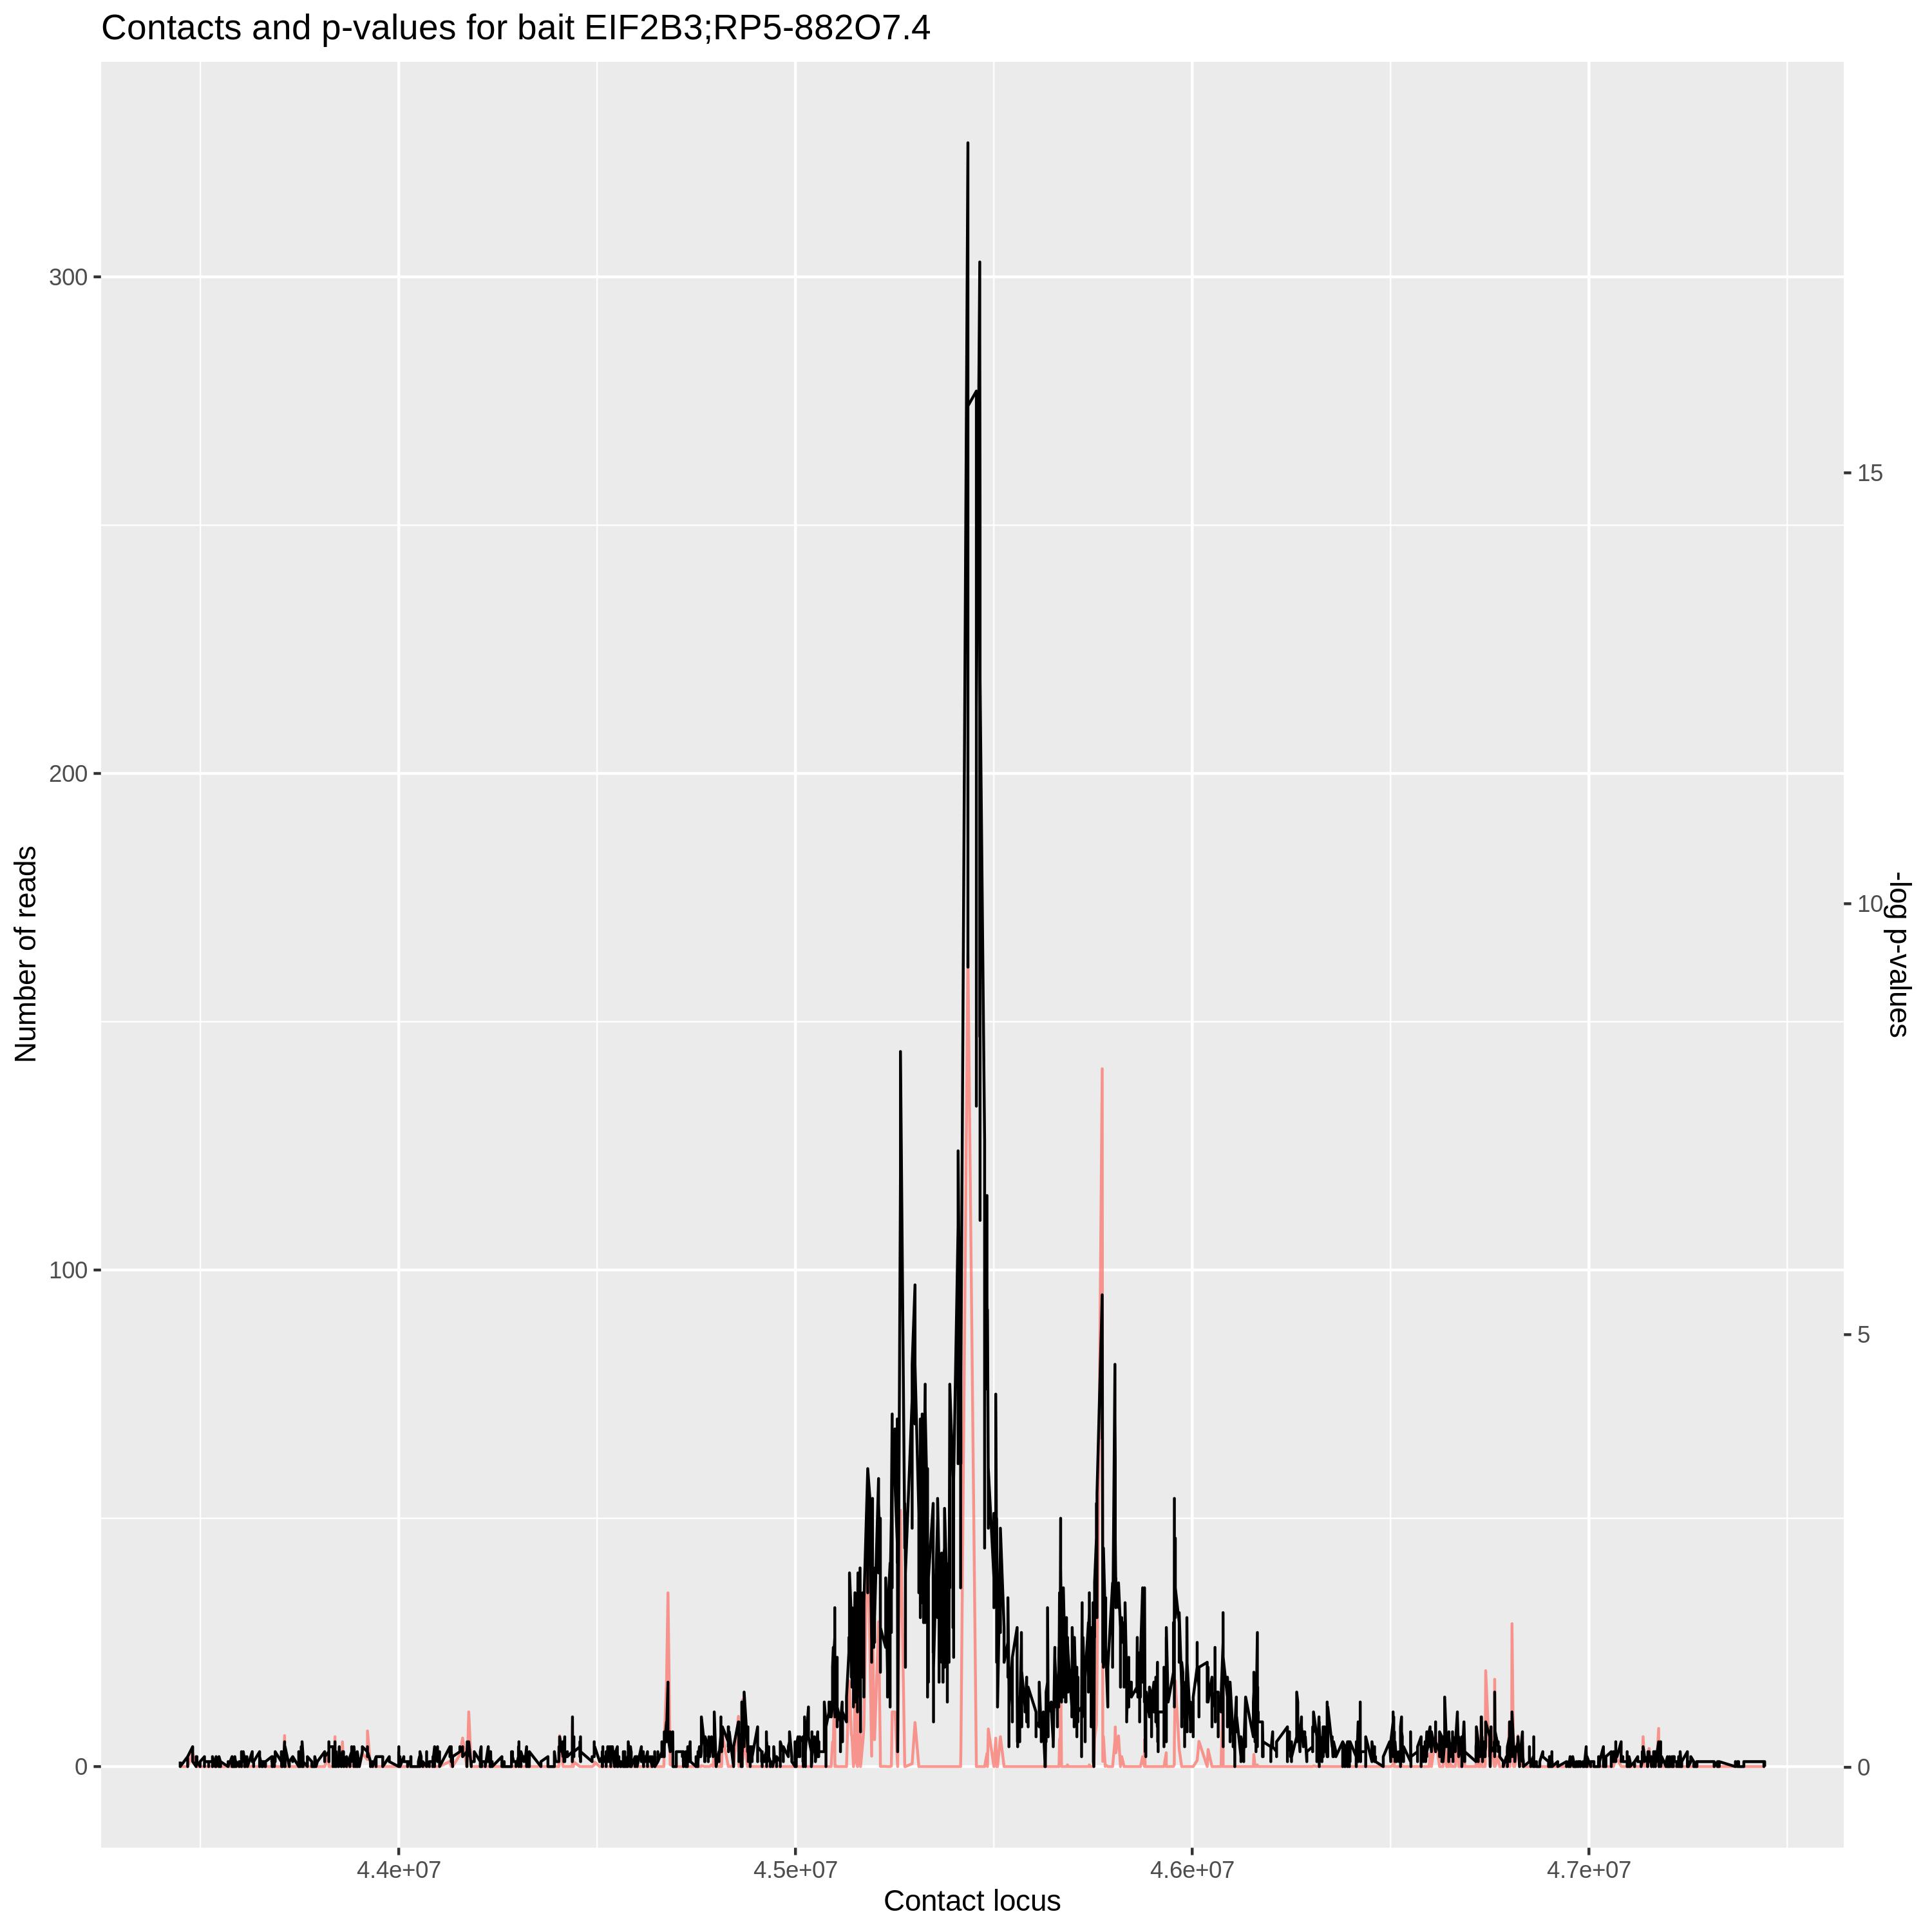 Contacts and p-values for bait EIF2B3;RP5-882O7.4
300
200
100
0
Number of reads
15
10
5
0
-log p-values
4.4e+07
4.5e+07
4.6e+07
4.7e+07
Contact locus